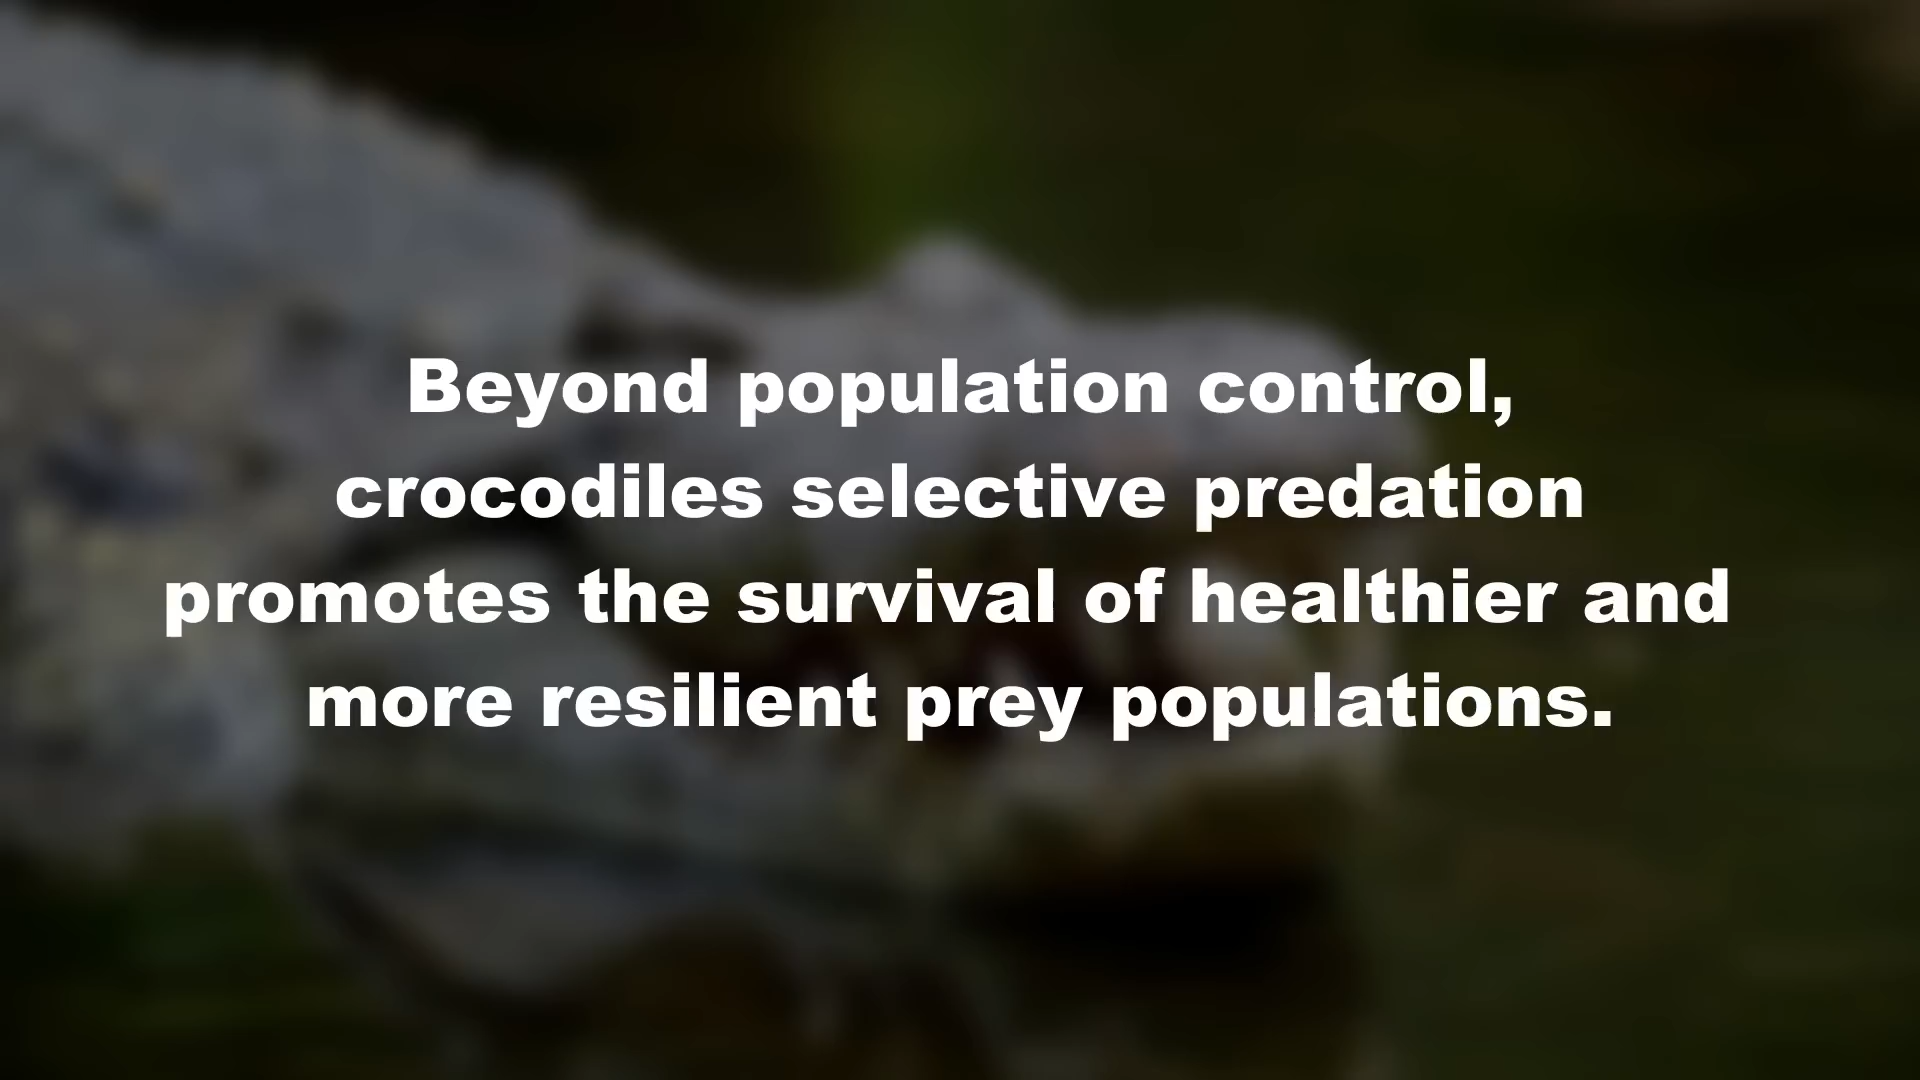 Beyond population control,
crocodiles selective predation
promotes the survival of healthier and
more resilient prey populations.